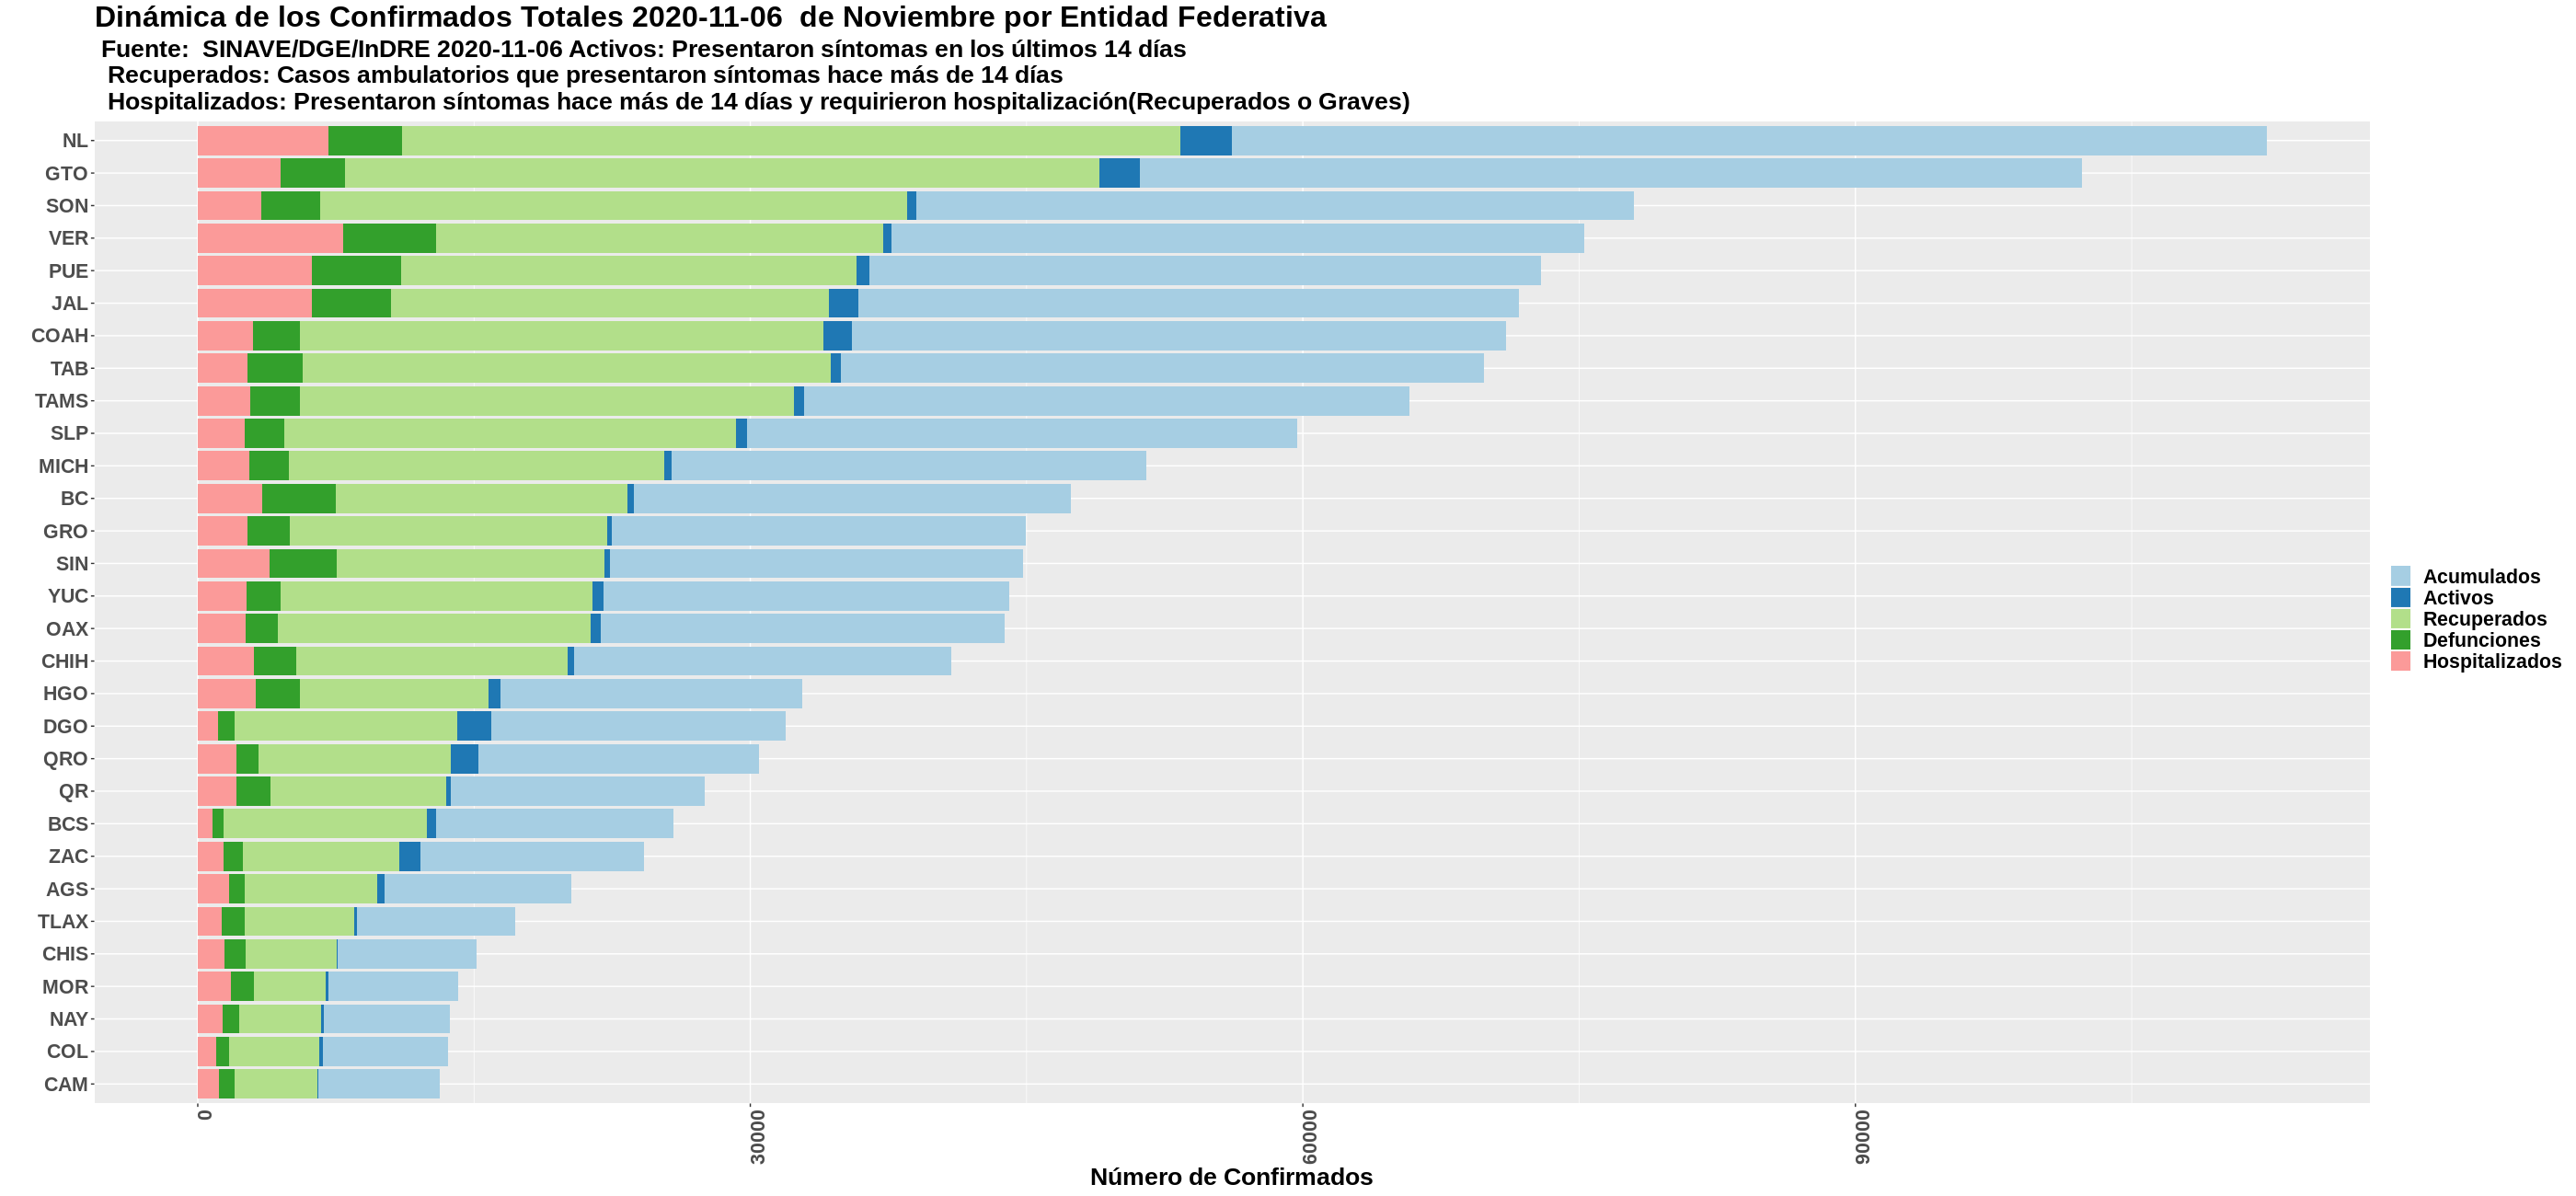 Dinámica de los Confirmados Totales 2020-11-06  de Noviembre por Entidad Federativa
Fuente:  SINAVE/DGE/InDRE 2020-11-06 Activos: Presentaron síntomas en los últimos 14 días
Recuperados: Casos ambulatorios que presentaron síntomas hace más de 14 días
Hospitalizados: Presentaron síntomas hace más de 14 días y requirieron hospitalización(Recuperados o Graves)
NL
GTO
SON
VER
PUE
JAL
COAH
TAB
TAMS
SLP
MICH
BC
GRO
SIN
YUC
OAX
CHIH
HGO
DGO
QRO
QR
BCS
ZAC
AGS
TLAX
CHIS
MOR
NAY
COL
CAM
0
30000
60000
90000
Número de Confirmados
Acumulados
Activos
Recuperados
Defunciones
Hospitalizados